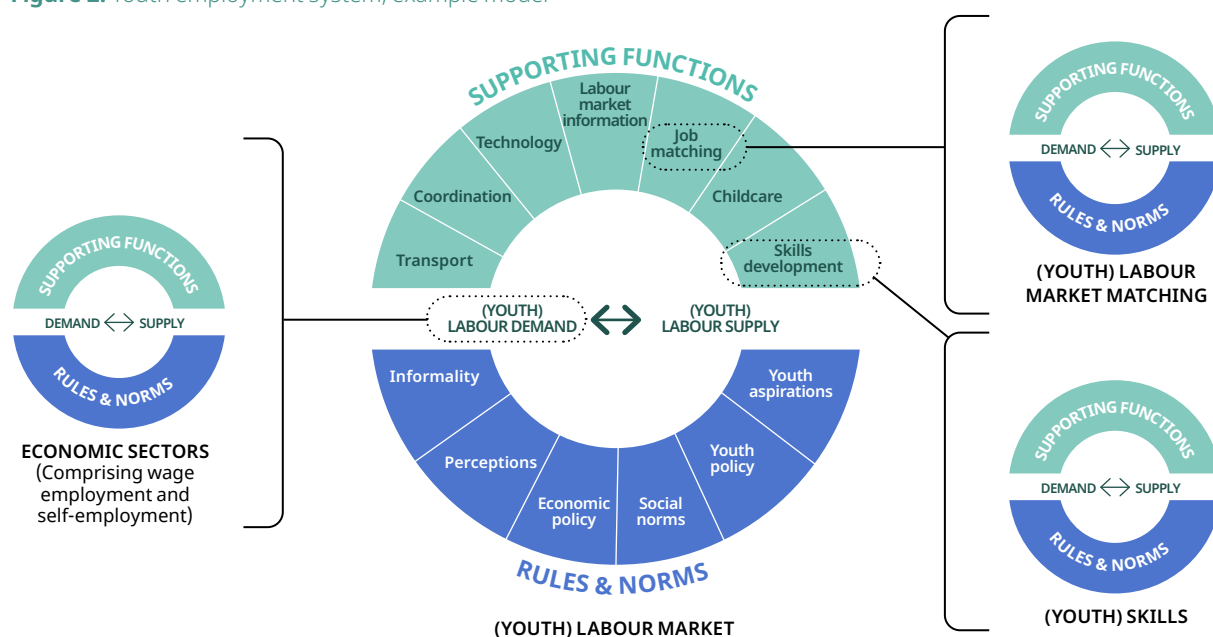 Figure 2. Youth employment system, example model
SUPPORTING FUNCTIONS
Transport
Coordination
Technology
Labour
market
information
Job
matching
Childcare
Skills
development
(YOUTH)
LABOUR DEMAND
(YOUTH)
LABOUR SUPPLY
Informality
Perceptions
Economic
policy
Social
norms
Youth
policy
Youth
aspirations
RULES & NORMS
(YOUTH) LABOUR MARKET
SUPPORTING FUNCTIONS
DEMAND SUPPLY
RULES & NORMS
ECONOMIC SECTORS
(Comprising wage
employment and
self-employment)
SUPPORTING FUNCTIONS
DEMAND SUPPLY
RULES & NORMS
(YOUTH) LABOUR
MARKET MATCHING
SUPPORTING FUNCTIONS
DEMAND SUPPLY
RULES & NORMS
(YOUTH) SKILLS